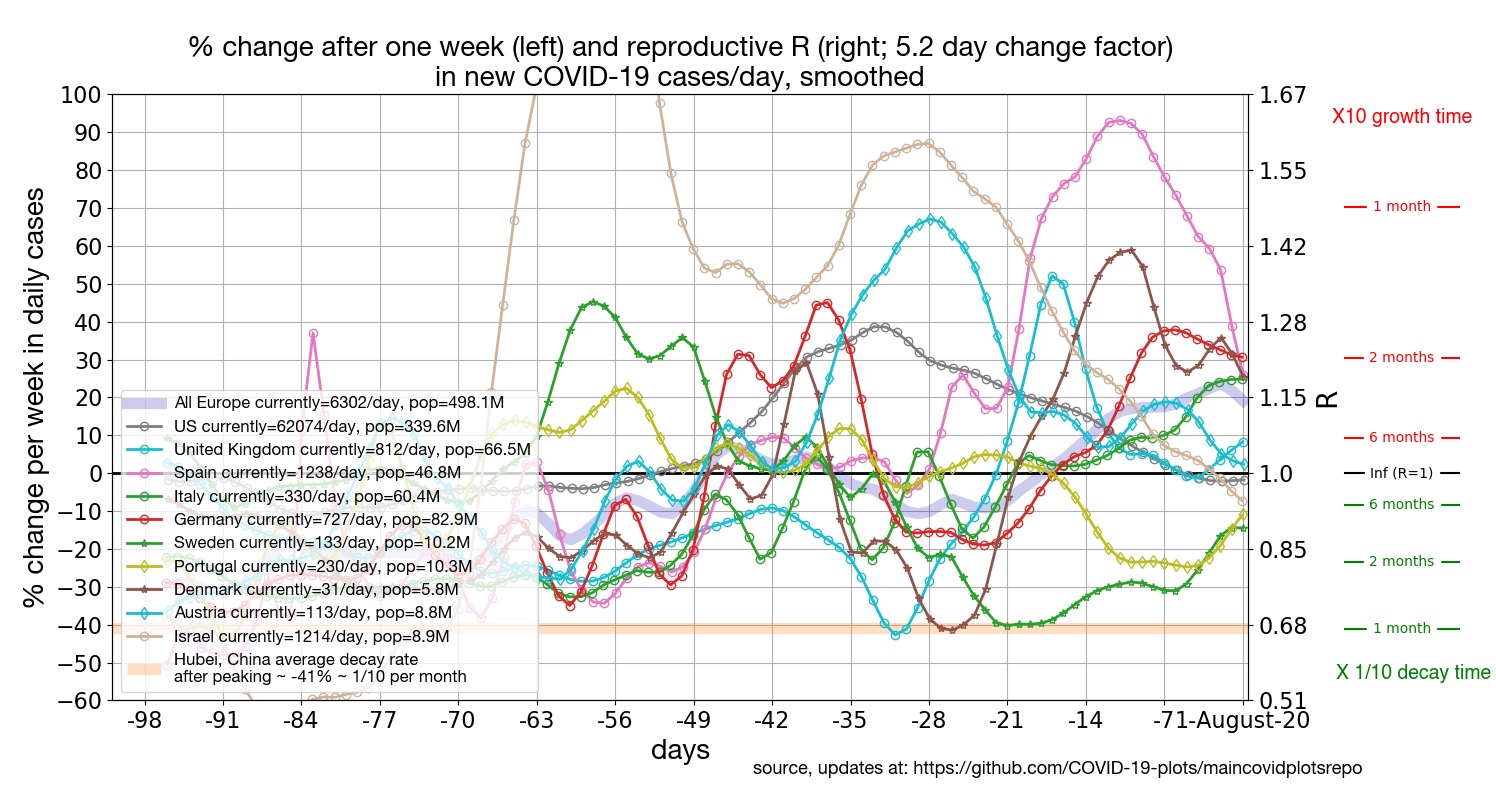 % change after one week (left) and reproductive R (right; 5.2 day change factor)
in new COVID-19 cases/day, smoothed
100
90
80
70
60
50
40
30
20
10
0
−10
−20
−30
−40
−50
−60
% change per week in daily cases
All Europe currently=6302/day, pop=498.1M
US currently=62074/day, pop=339.6M
United Kingdom currently=812/day, pop=66.5M
Spain currently=1238/day, pop=46.8M
Italy currently=330/day, pop=60.4M
Germany currently=727/day, pop=82.9M
Sweden currently=133/day, pop=10.2M
Portugal currently=230/day, pop=10.3M
Denmark currently=31/day, pop=5.8M
Austria currently=113/day, pop=8.8M
Israel currently=1214/day, pop=8.9M
Hubei, China average decay rate
after peaking ~ -41% ~ 1/10 per month
1.67
1.55
1.42
1.28
1.15
1.0
0.85
0.68
0.51
R
X10 growth time
1 month
2 months
6 months
Inf (R=1)
6 months
2 months
1 month
X 1/10 decay time
-98 -91 -84 -77 -70 -63 -56 -49 -42 -35 -28 -21 -14 -7 1-August-20
days
source, updates at: https://github.com/COVID-19-plots/maincovidplotsrepo